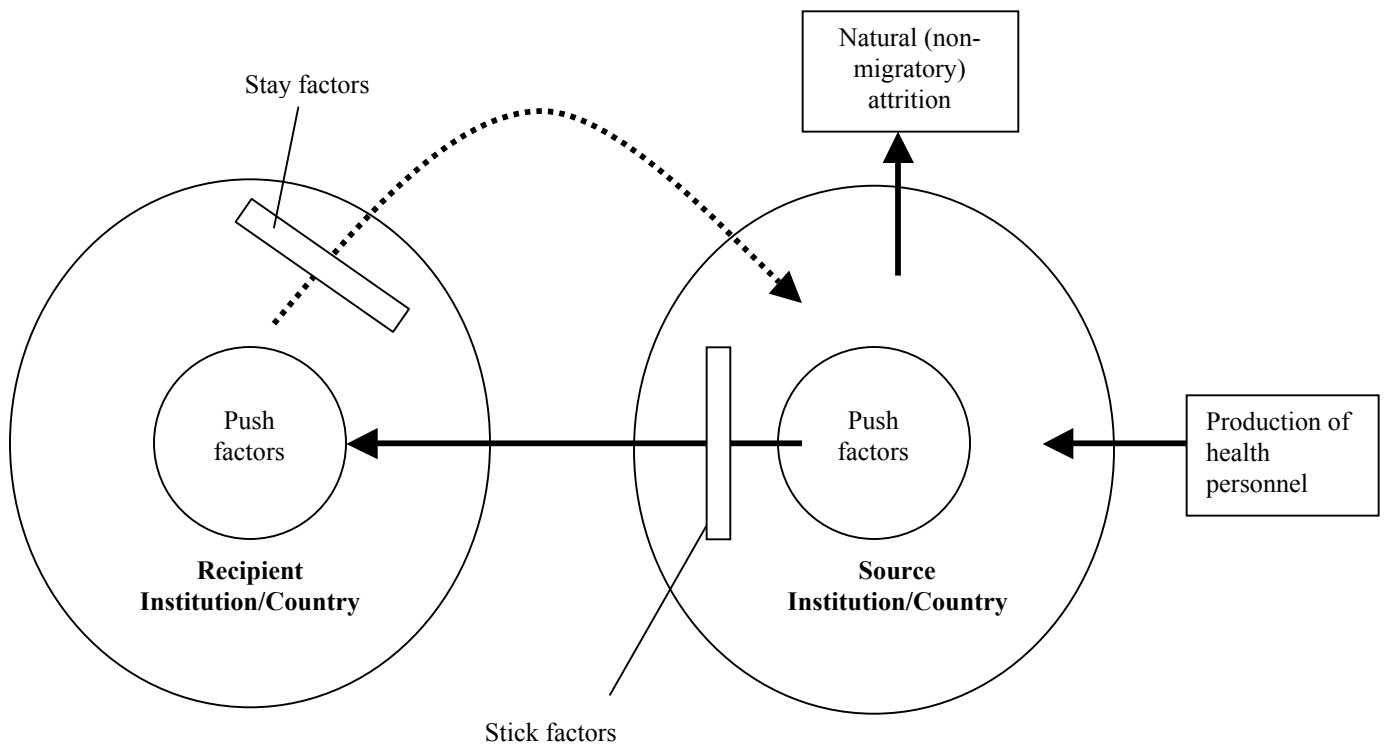 Natural (non-
migratory)
attrition
Stay factors
Push
factors
Push
factors
Production of
health
personnel
Recipient
Institution/Country
Source
Institution/Country
Stick factors